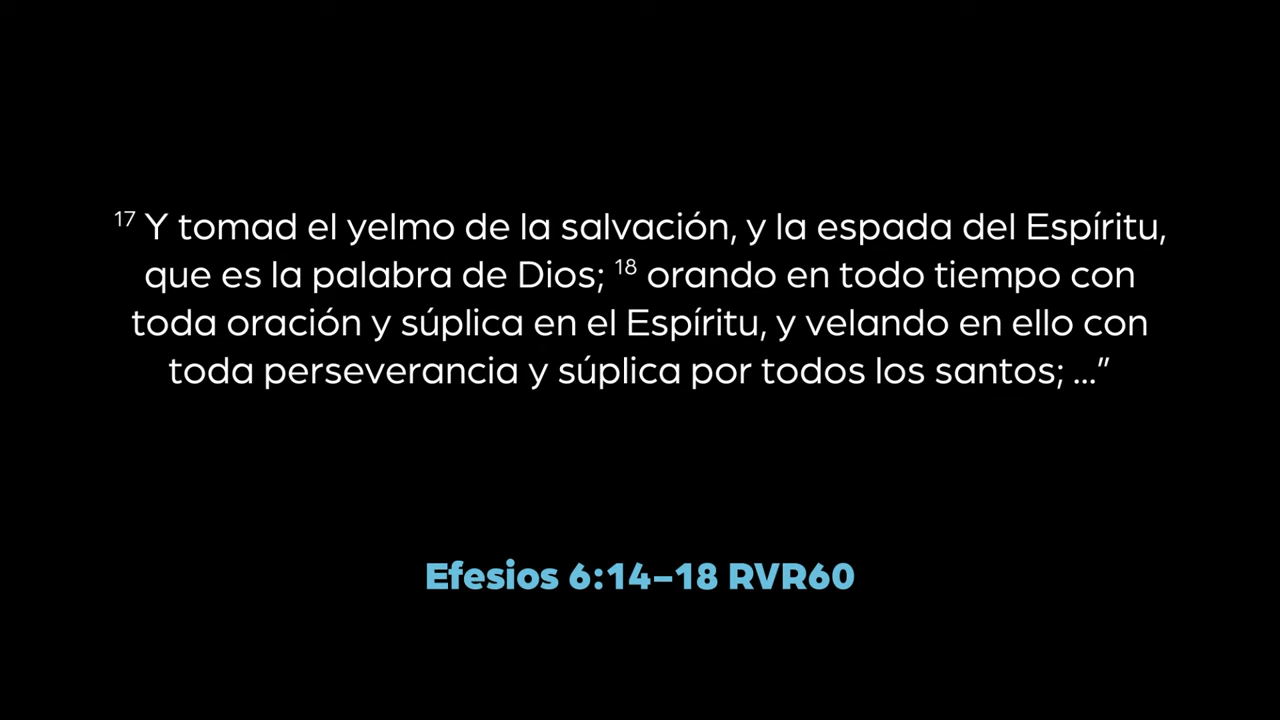 ¹⁷ Y tomad el yelmo de la salvación, y la espada del Espíritu,
que es la palabra de Dios; ¹⁸ orando en todo tiempo con
toda oración y súplica en el Espíritu, y velando en ello con
toda perseverancia y súplica por todos los santos; ...”
Efesios 6:14–18 RVR60